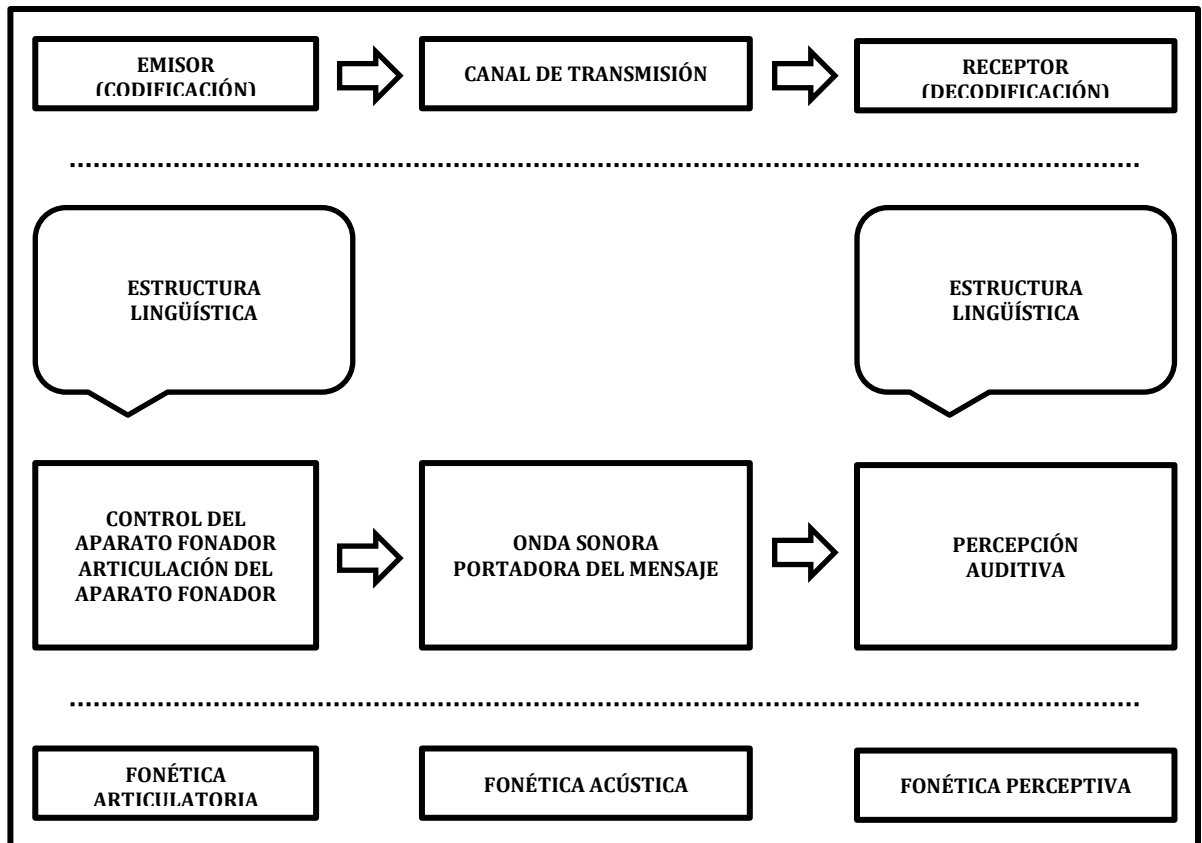 EMISOR
(CODIFICACIÓN)
CANAL DE TRANSMISIÓN
RECEPTOR
(DECODIFICACIÓN)
ESTRUCTURA
LINGÜÍSTICA
ESTRUCTURA
LINGÜÍSTICA
CONTROL DEL
APARATO FONADOR
ARTICULACIÓN DEL
APARATO FONADOR
ONDA SONORA
PORTADORA DEL MENSAJE
PERCEPCIÓN
AUDITIVA
FONÉTICA
ARTICULATORIA
FONÉTICA ACÚSTICA
FONÉTICA PERCEPTIVA